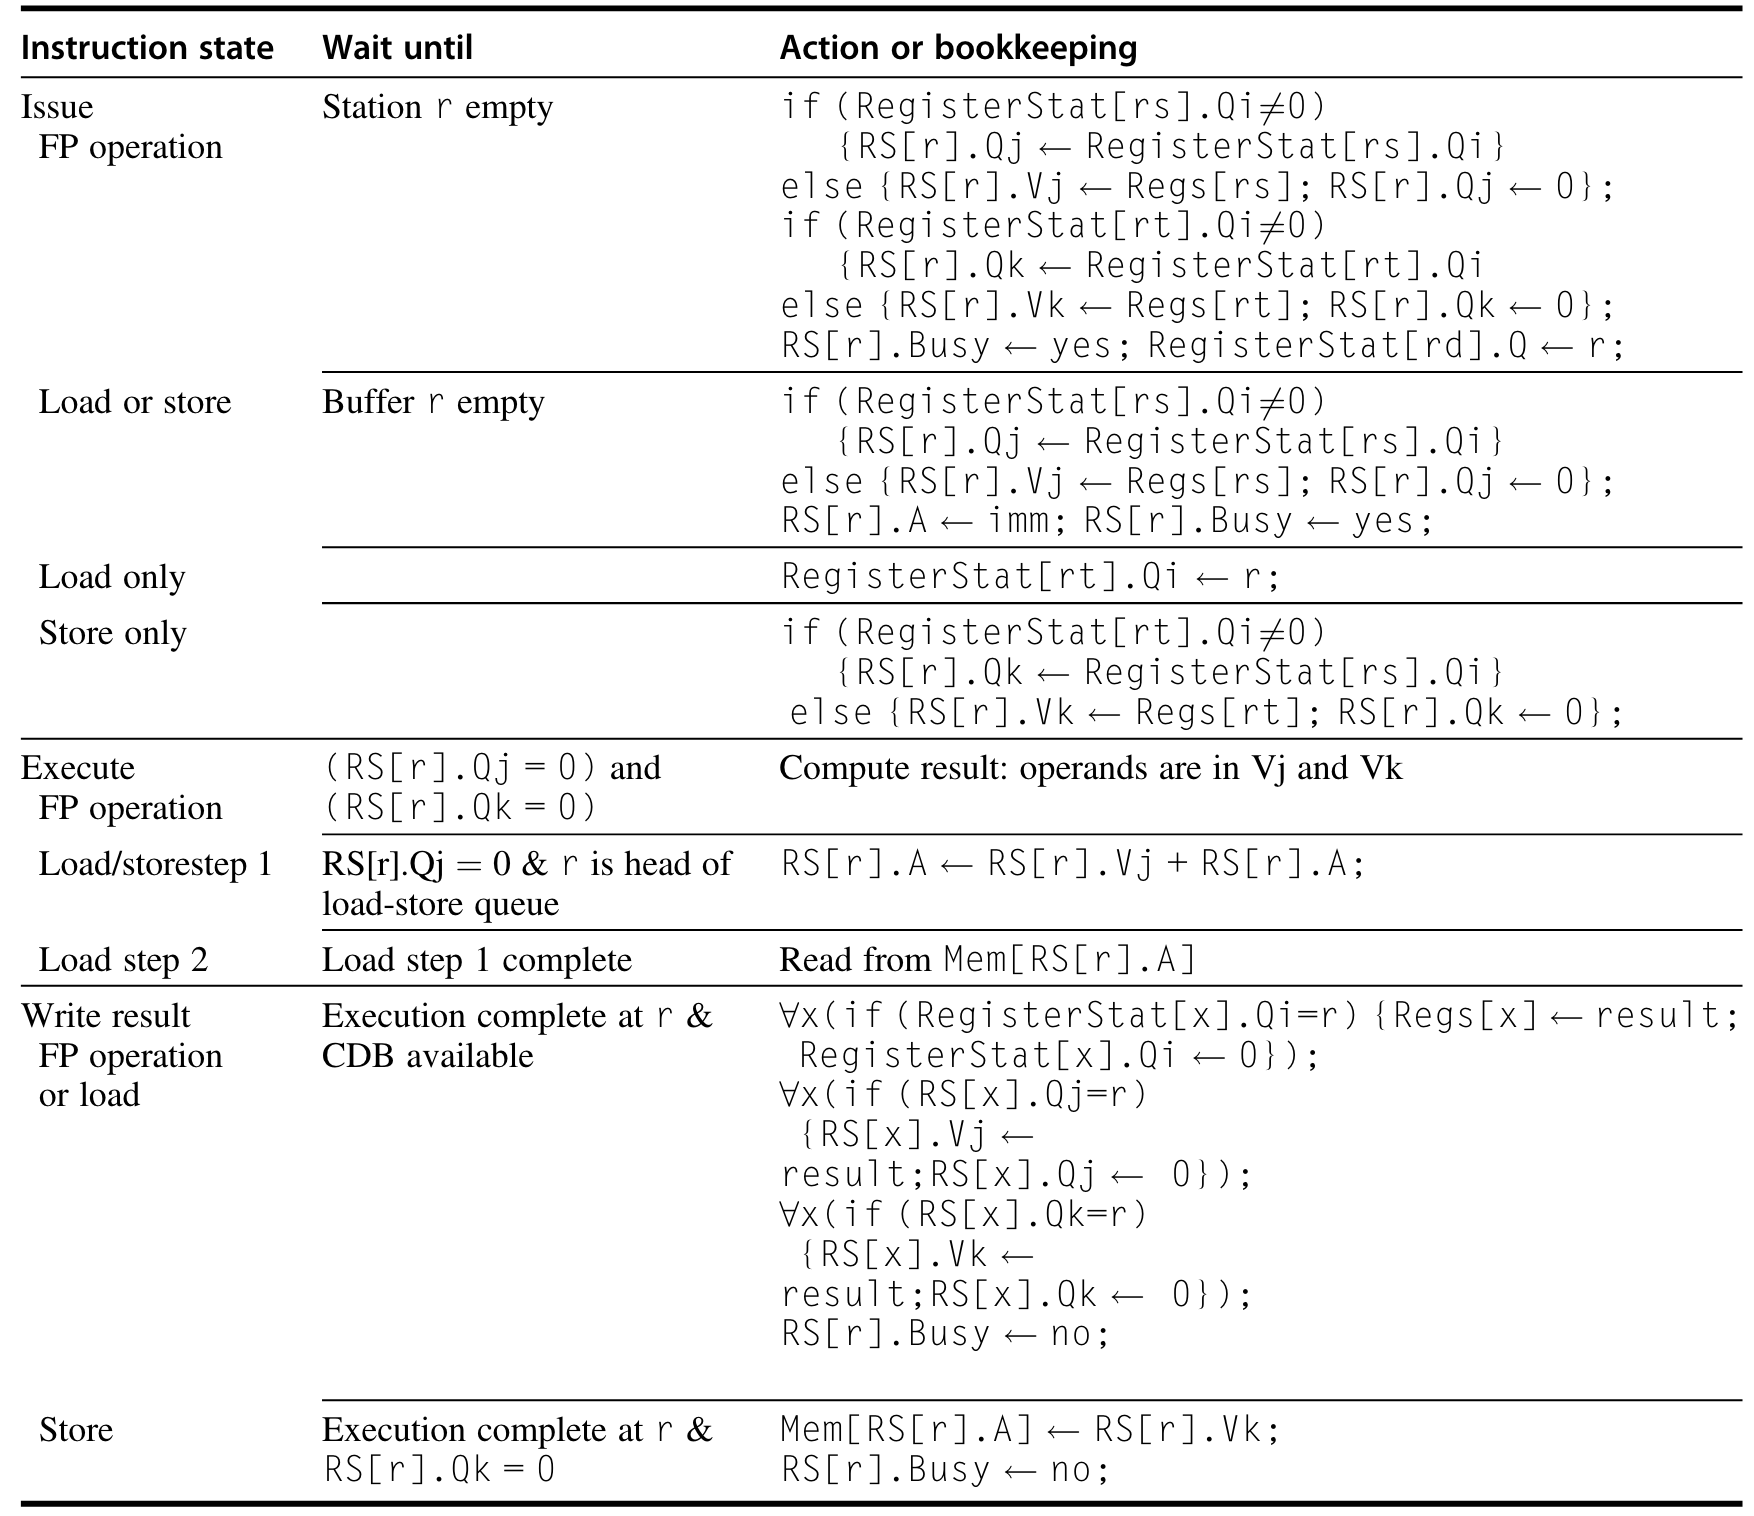 Instruction state Wait until Action or bookkeeping
Issue Station r empty if (RegisterStat[rs].Qi≠0)
FP operation {RS[r].Qj ← RegisterStat[rs].Qi}
else {RS[r].Vj ← Regs[rs]; RS[r].Qj ← 0};
if (RegisterStat[rt].Qi≠0)
{RS[r].Qk ← RegisterStat[rt].Qi
else {RS[r].Vk ← Regs[rt]; RS[r].Qk ← 0};
RS[r].Busy ← yes; RegisterStat[rd].Q ← r;
Load or store Buffer r empty if (RegisterStat[rs].Qi≠0)
{RS[r].Qj ← RegisterStat[rs].Qi}
else {RS[r].Vj ← Regs[rs]; RS[r].Qj ← 0};
RS[r].A ← imm; RS[r].Busy ← yes;
Load only RegisterStat[rt].Qi ← r;
Store only if (RegisterStat[rt].Qi≠0)
{RS[r].Qk ← RegisterStat[rs].Qi}
else {RS[r].Vk ← Regs[rt]; RS[r].Qk ← 0};
Execute (RS[r].Qj = 0) and Compute result: operands are in Vj and Vk
FP operation (RS[r].Qk = 0)
Load/storestep 1 RS[r].Qj = 0 & r is head of RS[r].A ← RS[r].Vj + RS[r].A;
load-store queue
Load step 2 Load step 1 complete Read from Mem[RS[r].A]
Write result Execution complete at r & ∀x(if (RegisterStat[x].Qi=r) {Regs[x] ← result;
FP operation CDB available RegisterStat[x].Qi ← 0});
or load ∀x(if (RS[x].Qj=r)
{RS[x].Vj ←
result;RS[x].Qj ← 0});
∀x(if (RS[x].Qk=r)
{RS[x].Vk ←
result;RS[x].Qk ← 0});
RS[r].Busy ← no;
Store Execution complete at r & Mem[RS[r].A] ← RS[r].Vk;
RS[r].Qk = 0 RS[r].Busy ← no;